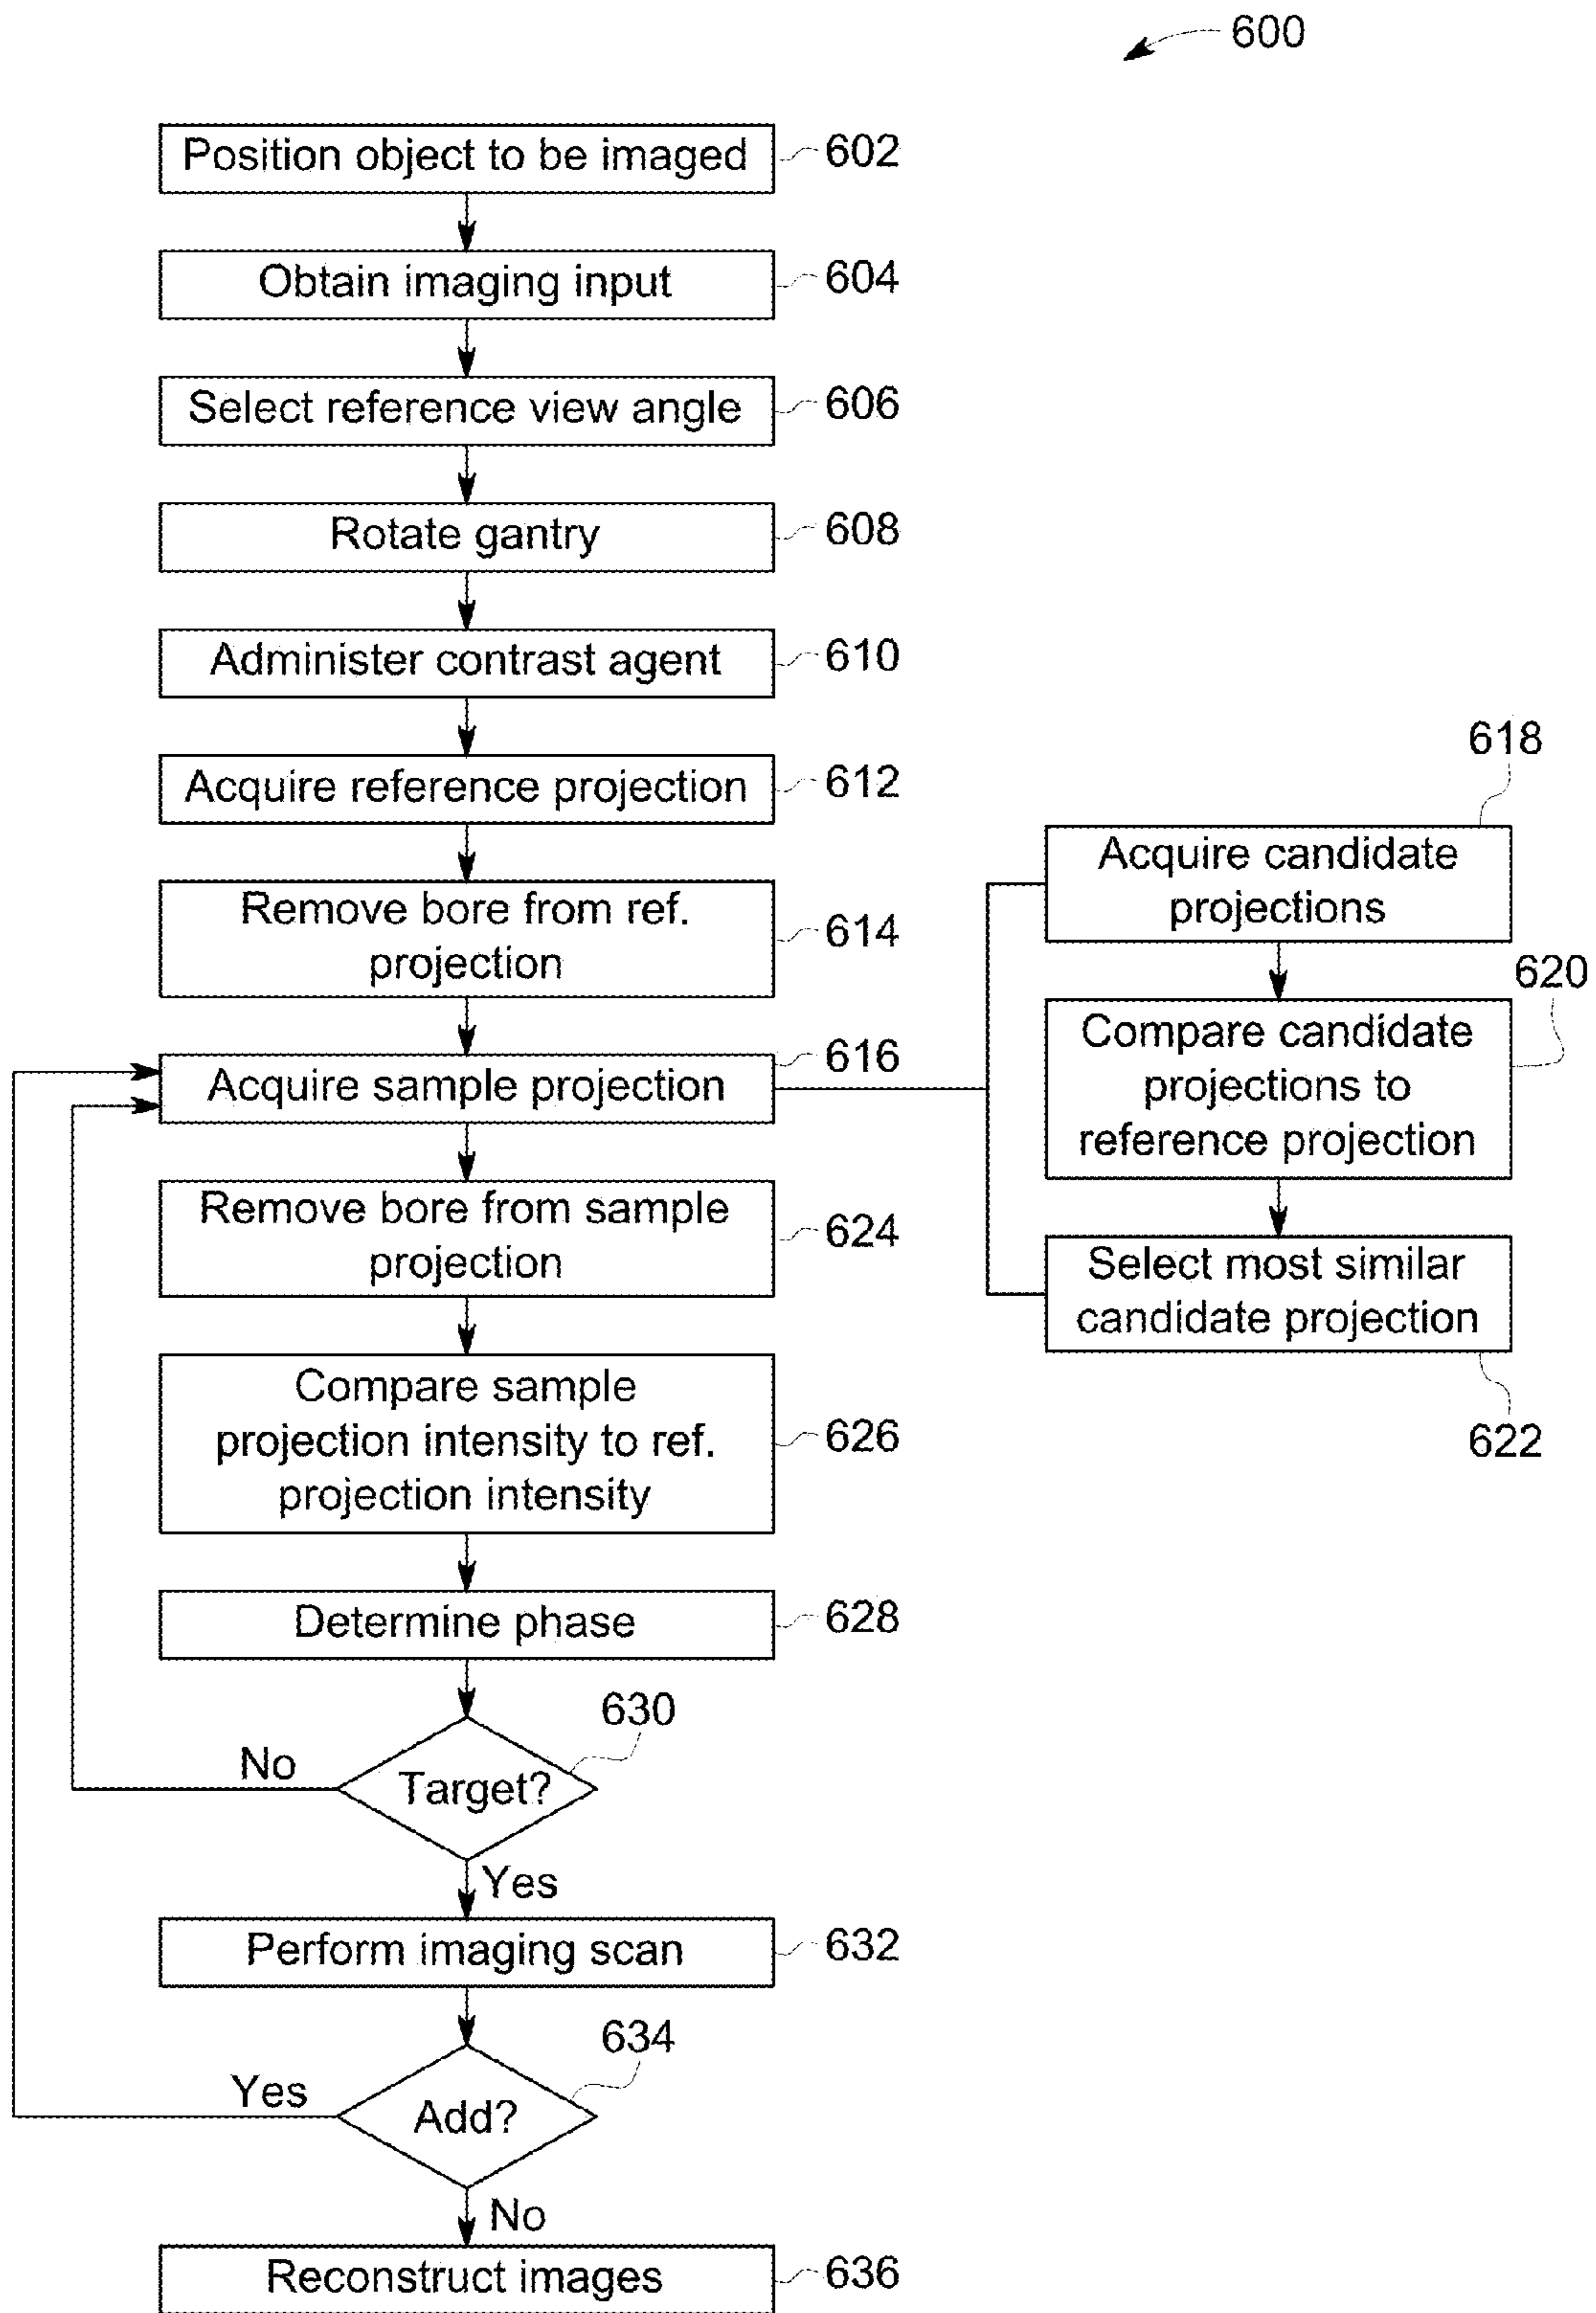 600
Position object to be imaged
602
Obtain imaging input
604
Select reference view angle
606
Rotate gantry
608
Administer contrast agent
610
Acquire reference projection
612
Remove bore from ref.
projection
614
Acquire sample projection
616
618
Acquire candidate
projections
620
Compare candidate
projections to
reference projection
Select most similar
candidate projection
622
Remove bore from sample
projection
624
Compare sample
projection intensity to ref.
projection intensity
626
Determine phase
628
630
No
Target?
Yes
Perform imaging scan
632
634
Yes
Add?
No
Reconstruct images
636